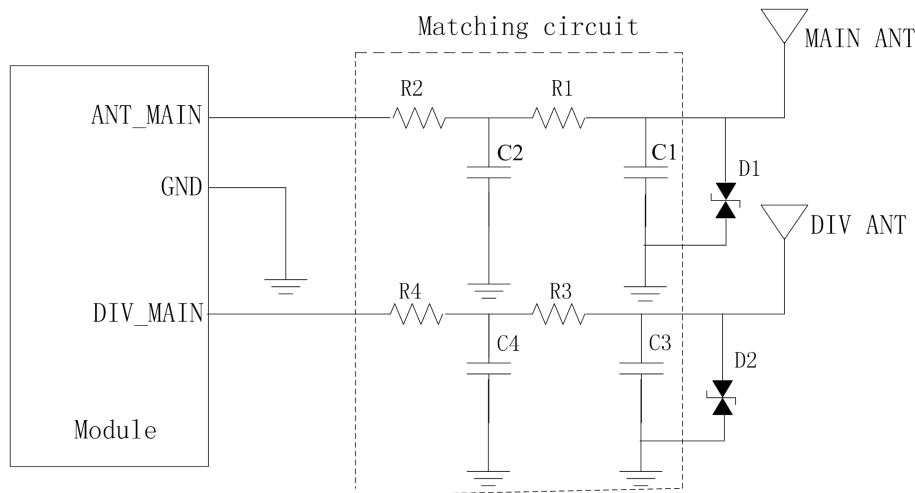 Matching circuit
MAIN ANT
R2
R1
ANT_MAIN
C2
C1
D1
GND
DIV ANT
R4
R3
DIV_MAIN
C4
C3
D2
Module